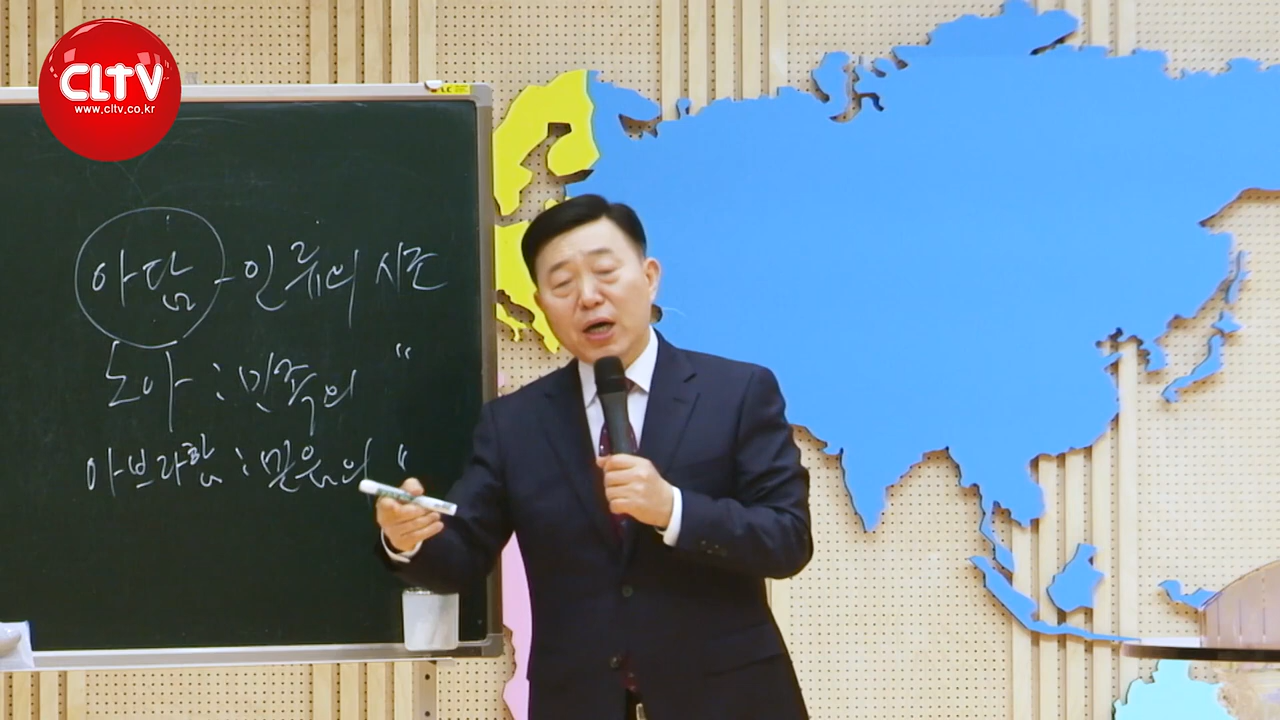 CLTV
www.cltv.co.kr
아담 - 인류의 시조
노아 : 민족의 "
아브라함 : 믿음의 "